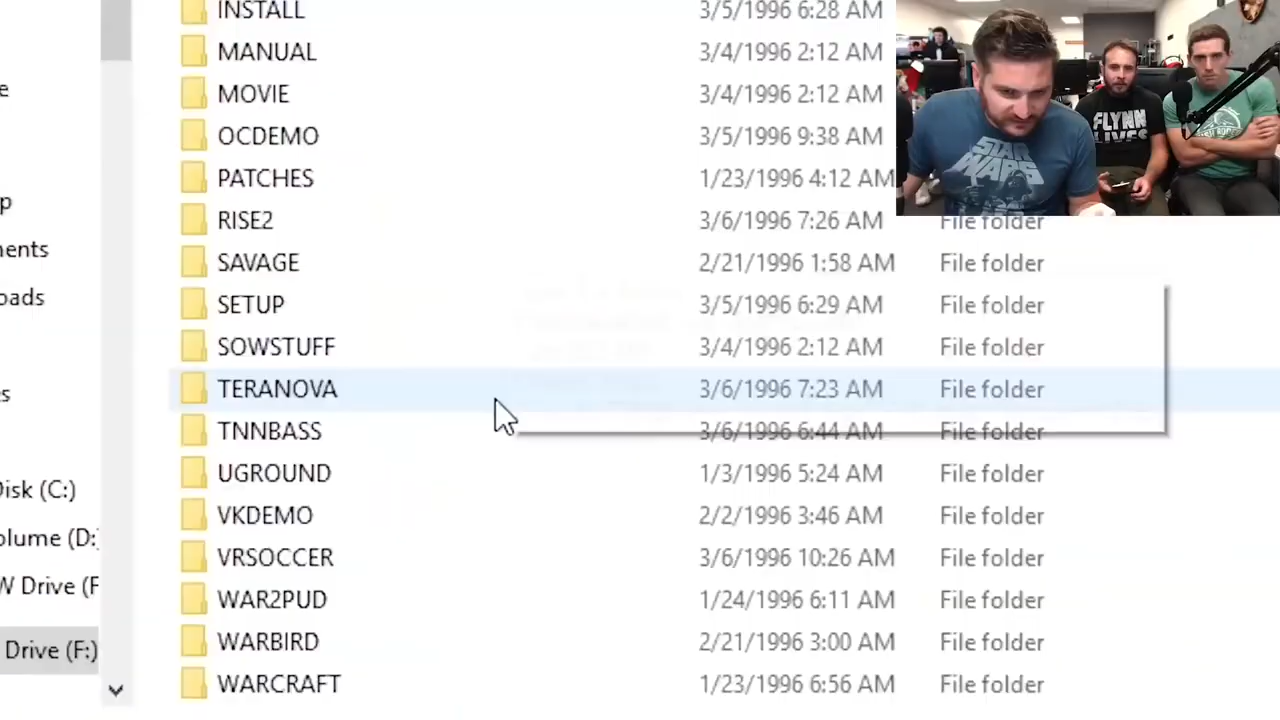 INSTALL 3/5/1996 6:28 AM
MANUAL 3/4/1996 2:12 AM
MOVIE 3/4/1996 2:12 AM
OCDEMO 3/5/1996 9:38 AM
PATCHES 1/23/1996 4:12 AM
RISE2 3/6/1996 7:26 AM File folder
SAVAGE 2/21/1996 1:58 AM File folder
SETUP 3/5/1996 6:29 AM File folder
SOWSTUFF 3/4/1996 2:12 AM File folder
TERANOVA 3/6/1996 7:23 AM File folder
TNNBASS 3/6/1996 6:44 AM File folder
UGROUND 1/3/1996 5:24 AM File folder
VKDEMO 2/2/1996 3:46 AM File folder
VRSOCCER 3/6/1996 10:26 AM File folder
WAR2PUD 1/24/1996 6:11 AM File folder
WARBIRD 2/21/1996 3:00 AM File folder
WARCRAFT 1/23/1996 6:56 AM File folder
e
p
nents
oads
s
Disk (C:)
olume (D:)
W Drive (F
Drive (F:)
STAR
WARS
FLYNN
LIVES